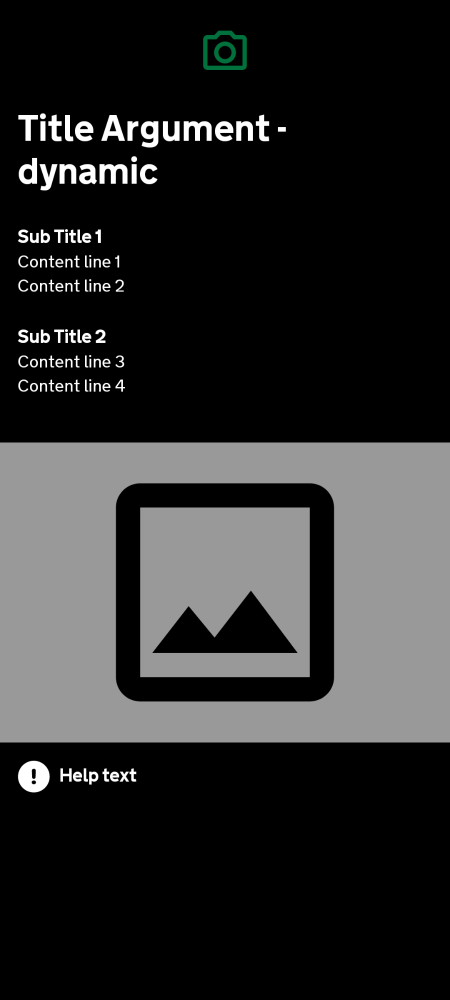 Title Argument -
dynamic
Sub Title 1
Content line 1
Content line 2
Sub Title 2
Content line 3
Content line 4
Help text